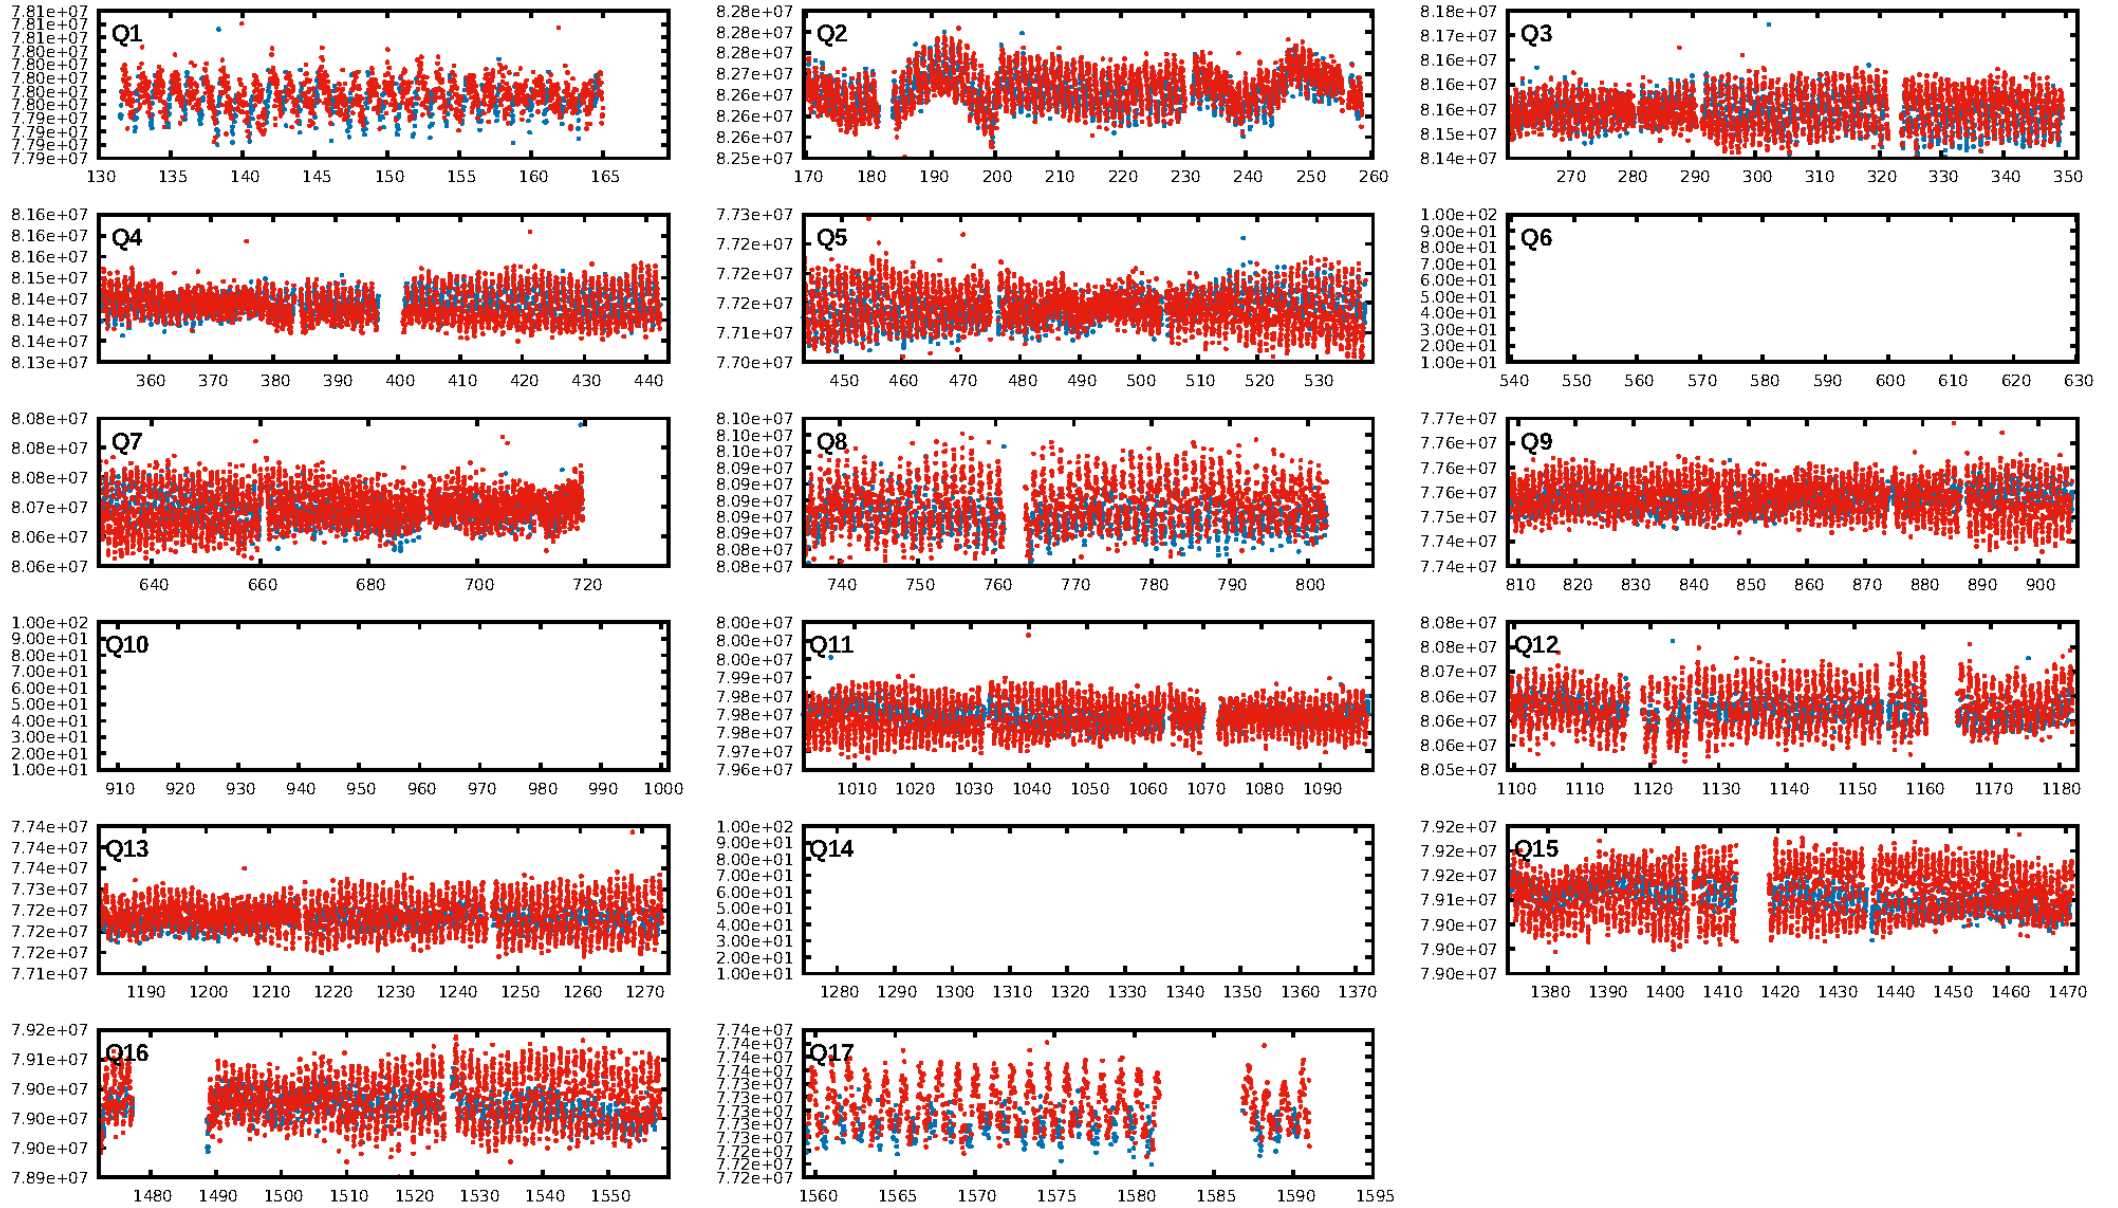 Q1
7.81e+07
7.81e+07
7.81e+07
7.80e+07
7.80e+07
7.80e+07
7.80e+07
7.80e+07
7.79e+07
7.79e+07
7.79e+07
7.79e+07
130 135 140 145 150 155 160 165
Q2
8.28e+07
8.28e+07
8.28e+07
8.27e+07
8.26e+07
8.26e+07
8.26e+07
8.25e+07
170 180 190 200 210 220 230 240 250 260
Q3
8.18e+07
8.17e+07
8.16e+07
8.16e+07
8.16e+07
8.15e+07
8.14e+07
270 280 290 300 310 320 330 340 350
Q4
8.16e+07
8.16e+07
8.16e+07
8.15e+07
8.14e+07
8.14e+07
8.14e+07
8.13e+07
360 370 380 390 400 410 420 430 440
Q5
7.73e+07
7.72e+07
7.72e+07
7.72e+07
7.71e+07
7.70e+07
450 460 470 480 490 500 510 520 530
Q6
1.00e+02
9.00e+01
8.00e+01
7.00e+01
6.00e+01
5.00e+01
4.00e+01
3.00e+01
2.00e+01
1.00e+01
540 550 560 570 580 590 600 610 620 630
Q7
8.08e+07
8.08e+07
8.08e+07
8.07e+07
8.06e+07
8.06e+07
640 660 680 700 720
Q8
8.10e+07
8.10e+07
8.10e+07
8.09e+07
8.09e+07
8.09e+07
8.09e+07
8.09e+07
8.08e+07
8.08e+07
740 750 760 770 780 790 800
Q9
7.77e+07
7.76e+07
7.76e+07
7.76e+07
7.75e+07
7.74e+07
7.74e+07
810 820 830 840 850 860 870 880 890 900
Q10
1.00e+02
9.00e+01
8.00e+01
7.00e+01
6.00e+01
5.00e+01
4.00e+01
3.00e+01
2.00e+01
1.00e+01
910 920 930 940 950 960 970 980 990 1000
Q11
8.00e+07
8.00e+07
8.00e+07
7.99e+07
7.98e+07
7.98e+07
7.98e+07
7.97e+07
7.96e+07
1010 1020 1030 1040 1050 1060 1070 1080 1090
Q12
8.08e+07
8.08e+07
8.07e+07
8.06e+07
8.06e+07
8.06e+07
8.05e+07
1100 1110 1120 1130 1140 1150 1160 1170 1180
Q13
7.74e+07
7.74e+07
7.74e+07
7.73e+07
7.72e+07
7.72e+07
7.72e+07
7.71e+07
1190 1200 1210 1220 1230 1240 1250 1260 1270
Q14
1.00e+02
9.00e+01
8.00e+01
7.00e+01
6.00e+01
5.00e+01
4.00e+01
3.00e+01
2.00e+01
1.00e+01
1280 1290 1300 1310 1320 1330 1340 1350 1360 1370
Q15
7.92e+07
7.92e+07
7.92e+07
7.91e+07
7.90e+07
7.90e+07
7.90e+07
1380 1390 1400 1410 1420 1430 1440 1450 1460 1470
Q16
7.92e+07
7.91e+07
7.90e+07
7.90e+07
7.90e+07
7.89e+07
1480 1490 1500 1510 1520 1530 1540 1550
Q17
7.74e+07
7.74e+07
7.74e+07
7.74e+07
7.73e+07
7.73e+07
7.73e+07
7.73e+07
7.73e+07
7.72e+07
7.72e+07
7.72e+07
1560 1565 1570 1575 1580 1585 1590 1595